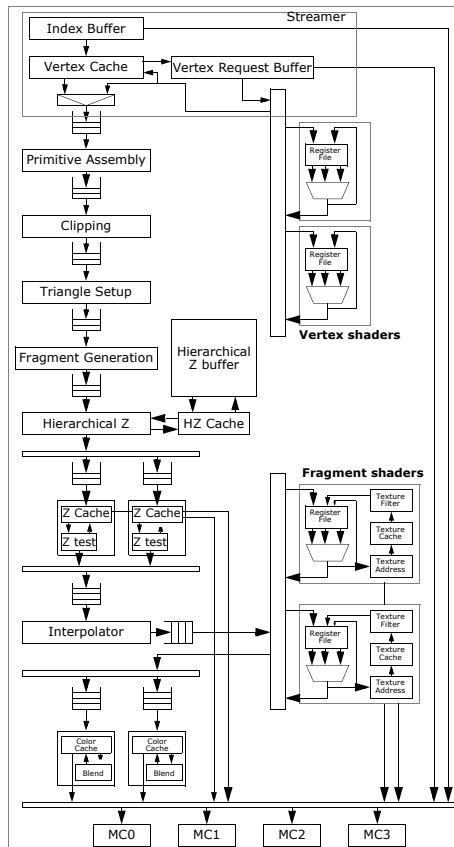 Streamer
Index Buffer
Vertex Cache
Vertex Request Buffer
Primitive Assembly
Register
File
Clipping
Register
File
Triangle Setup
Vertex shaders
Fragment Generation
Hierarchical
Z buffer
Hierarchical Z
HZ Cache
Fragment shaders
Z Cache
Z test
Z Cache
Z test
Register
File
Texture
Filter
Texture
Cache
Texture
Address
Interpolator
Register
File
Texture
Filter
Texture
Cache
Texture
Address
Color
Cache
Blend
Color
Cache
Blend
MC0
MC1
MC2
MC3